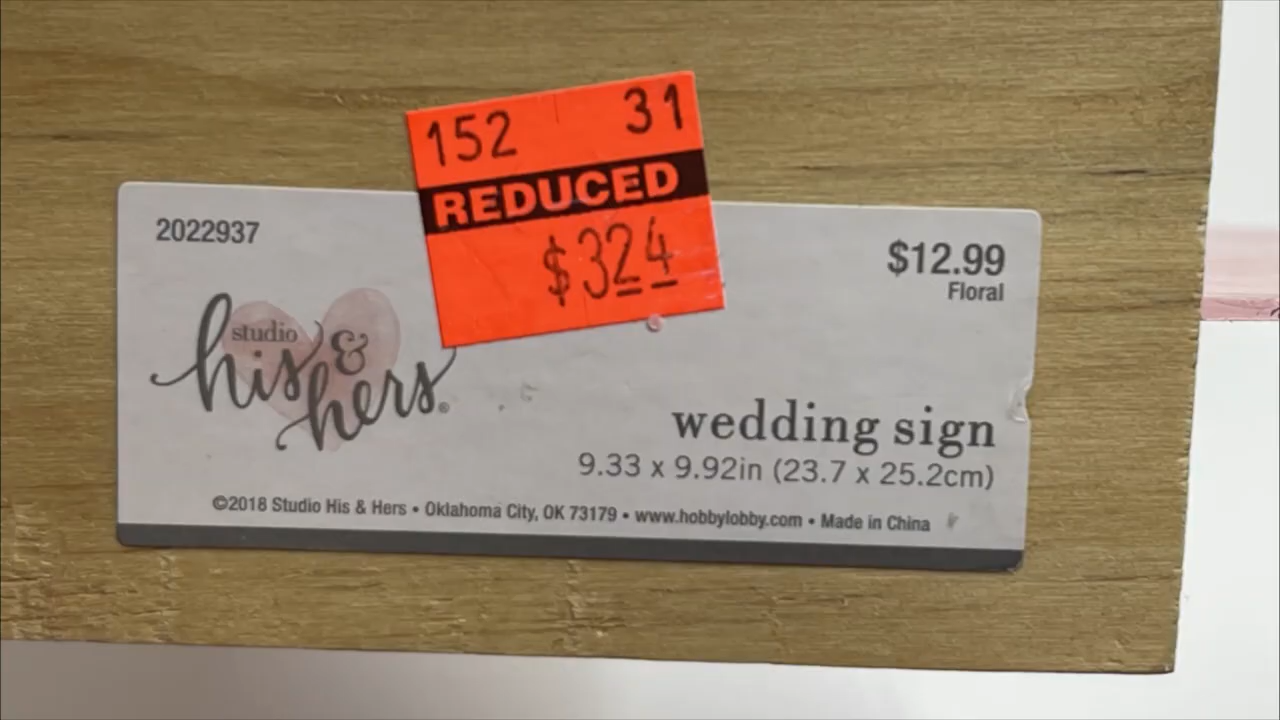 152 31
REDUCED
$324
2022937
$12.99
Floral
studio
his &
hers®
wedding sign
9.33 x 9.92in (23.7 x 25.2cm)
©2018 Studio His & Hers • Oklahoma City, OK 73179 • www.hobbylobby.com • Made in China